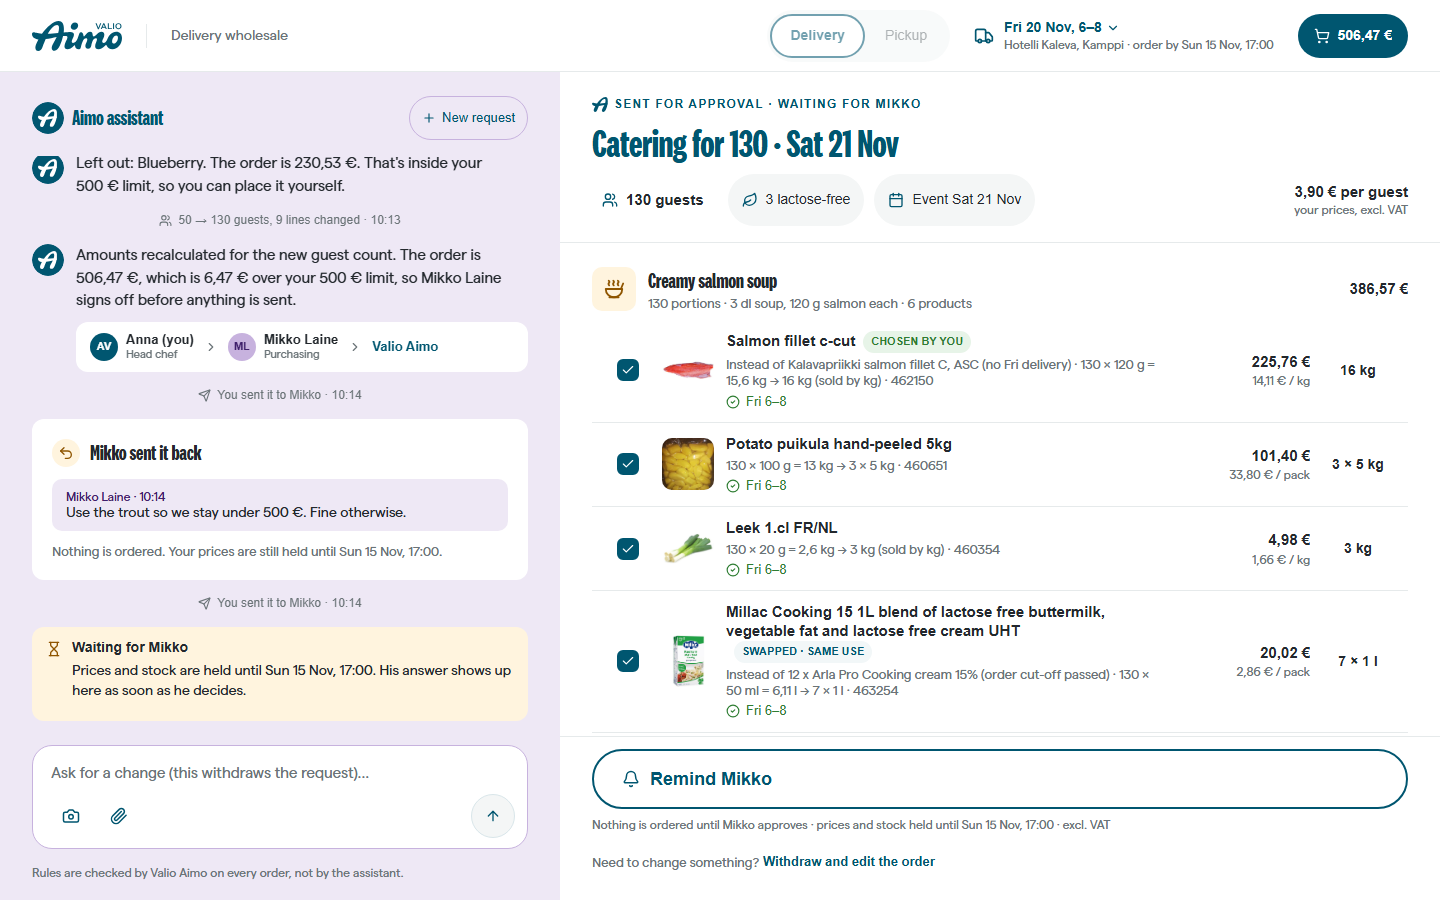 VALIO
Aimo
Delivery wholesale
Delivery
Pickup
Fri 20 Nov, 6–8
Hotelli Kaleva, Kamppi · order by Sun 15 Nov, 17:00
506,47 €
Aimo assistant
+ New request
Left out: Blueberry. The order is 230,53 €. That's inside your
500 € limit, so you can place it yourself.
50 → 130 guests, 9 lines changed · 10:13
Amounts recalculated for the new guest count. The order is
506,47 €, which is 6,47 € over your 500 € limit, so Mikko Laine
signs off before anything is sent.
AV
Anna (you)
Head chef
ML
Mikko Laine
Purchasing
Valio Aimo
You sent it to Mikko · 10:14
Mikko sent it back
Mikko Laine · 10:14
Use the trout so we stay under 500 €. Fine otherwise.
Nothing is ordered. Your prices are still held until Sun 15 Nov, 17:00.
You sent it to Mikko · 10:14
Waiting for Mikko
Prices and stock are held until Sun 15 Nov, 17:00. His answer shows up
here as soon as he decides.
Ask for a change (this withdraws the request)...
Rules are checked by Valio Aimo on every order, not by the assistant.
SENT FOR APPROVAL · WAITING FOR MIKKO
Catering for 130 · Sat 21 Nov
130 guests
3 lactose-free
Event Sat 21 Nov
3,90 € per guest
your prices, excl. VAT
Creamy salmon soup
130 portions · 3 dl soup, 120 g salmon each · 6 products
386,57 €
Salmon fillet c-cut CHOSEN BY YOU
Instead of Kalavapriikki salmon fillet C, ASC (no Fri delivery) · 130 × 120 g =
15,6 kg → 16 kg (sold by kg) · 462150
Fri 6–8
225,76 €
14,11 € / kg
16 kg
Potato puikula hand-peeled 5kg
130 × 100 g = 13 kg → 3 × 5 kg · 460651
Fri 6–8
101,40 €
33,80 € / pack
3 × 5 kg
Leek 1.cl FR/NL
130 × 20 g = 2,6 kg → 3 kg (sold by kg) · 460354
Fri 6–8
4,98 €
1,66 € / kg
3 kg
Millac Cooking 15 1L blend of lactose free buttermilk,
vegetable fat and lactose free cream UHT
SWAPPED · SAME USE
Instead of 12 x Arla Pro Cooking cream 15% (order cut-off passed) · 130 ×
50 ml = 6,11 l → 7 × 1 l · 463254
Fri 6–8
20,02 €
2,86 € / pack
7 × 1 l
Remind Mikko
Nothing is ordered until Mikko approves · prices and stock held until Sun 15 Nov, 17:00 · excl. VAT
Need to change something? Withdraw and edit the order